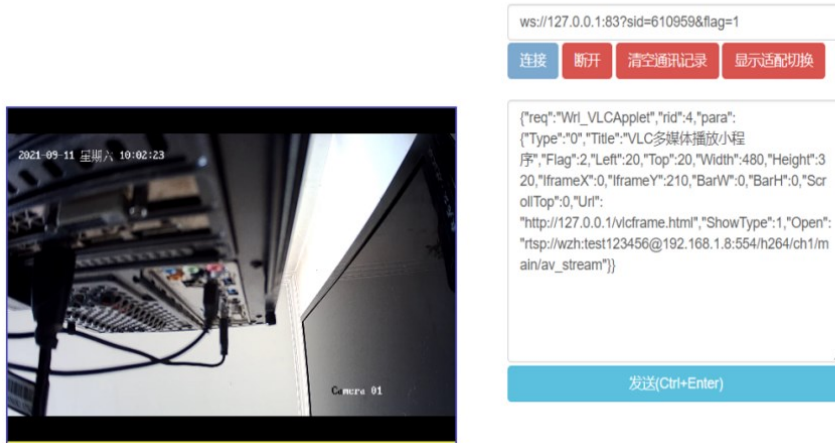 ws://127.0.0.1:83?sid=610959&flag=1
连接 断开 清空通讯记录 显示适配切换
{"req":"Wrl_VLCApplet","rid":4,"para":
{"Type":"0","Title":"VLC多媒体播放小程
序","Flag":2,"Left":20,"Top":20,"Width":480,"Height":3
20,"IframeX":0,"IframeY":210,"BarW":0,"BarH":0,"Scr
ollTop":0,"Url":
"http://127.0.0.1/vlcframe.html","ShowType":1,"Open":
"rtsp://wzh:test123456@192.168.1.8:554/h264/ch1/m
ain/av_stream"}}
发送(Ctrl+Enter)
2021-09-11 星期六 10:02:23
Camera 01